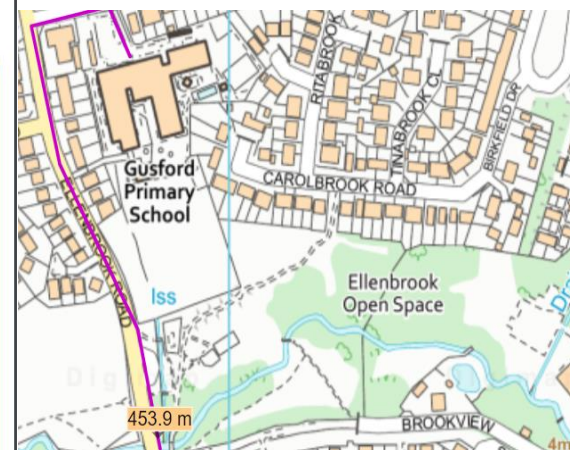 RITABROOK
TINABROOK CL
BIRKFIELD DR
Gusford
Primary
School
CAROLBROOK ROAD
ELLENBROOK ROAD
Iss
Ellenbrook
Open Space
453.9 m
BROOKVIEW
4m